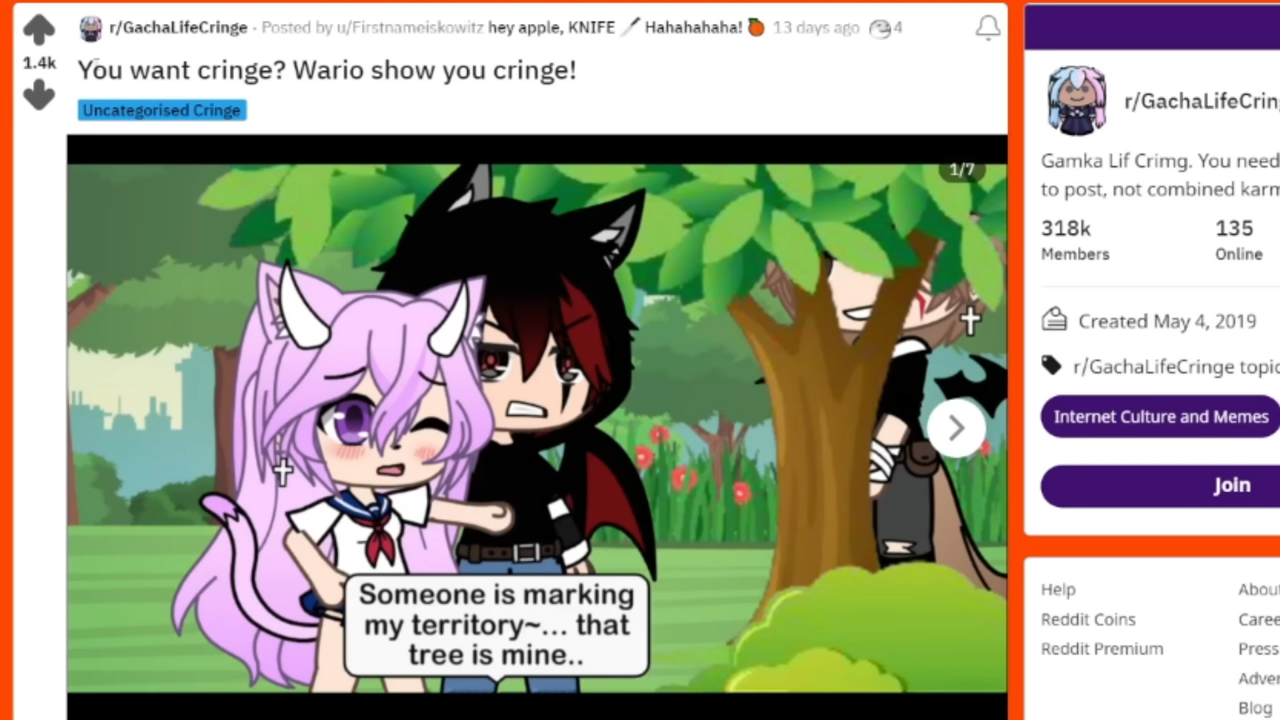 r/GachaLifeCringe · Posted by u/Firstnameiskowitz hey apple, KNIFE 🔪 Hahahahaha! 🍊 13 days ago 4
1.4k
You want cringe? Wario show you cringe!
Uncategorised Cringe
1/7
Someone is marking
my territory~... that
tree is mine..
r/GachaLifeCrin
Gamka Lif Crimg. You need
to post, not combined karm
318k 135
Members Online
Created May 4, 2019
r/GachaLifeCringe topic
Internet Culture and Memes
Join
Help About
Reddit Coins Caree
Reddit Premium Press
Adver
Blog